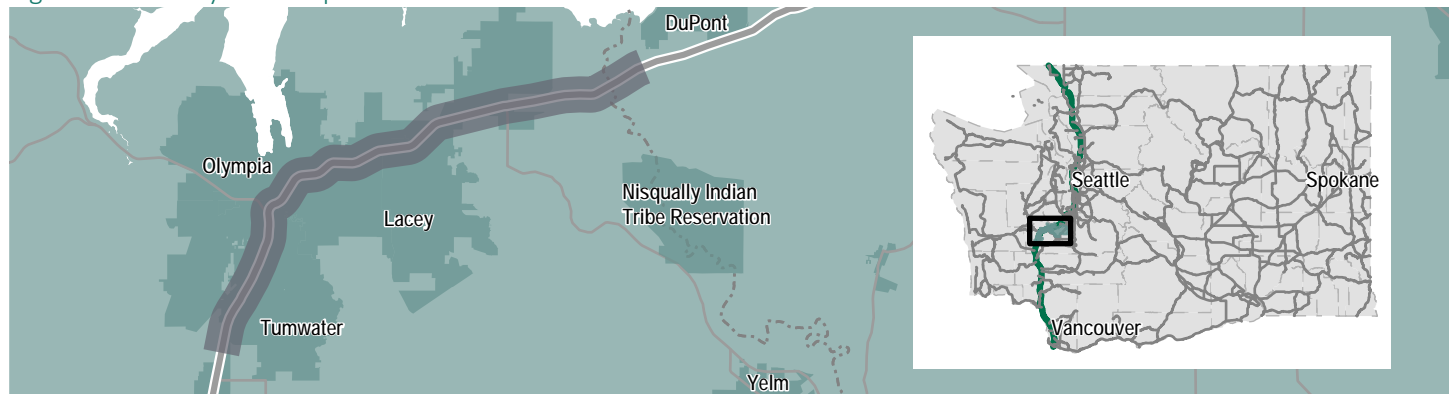 DuPont
Olympia
Lacey
Nisqually Indian
Tribe Reservation
Tumwater
Yelm
Seattle
Spokane
Vancouver